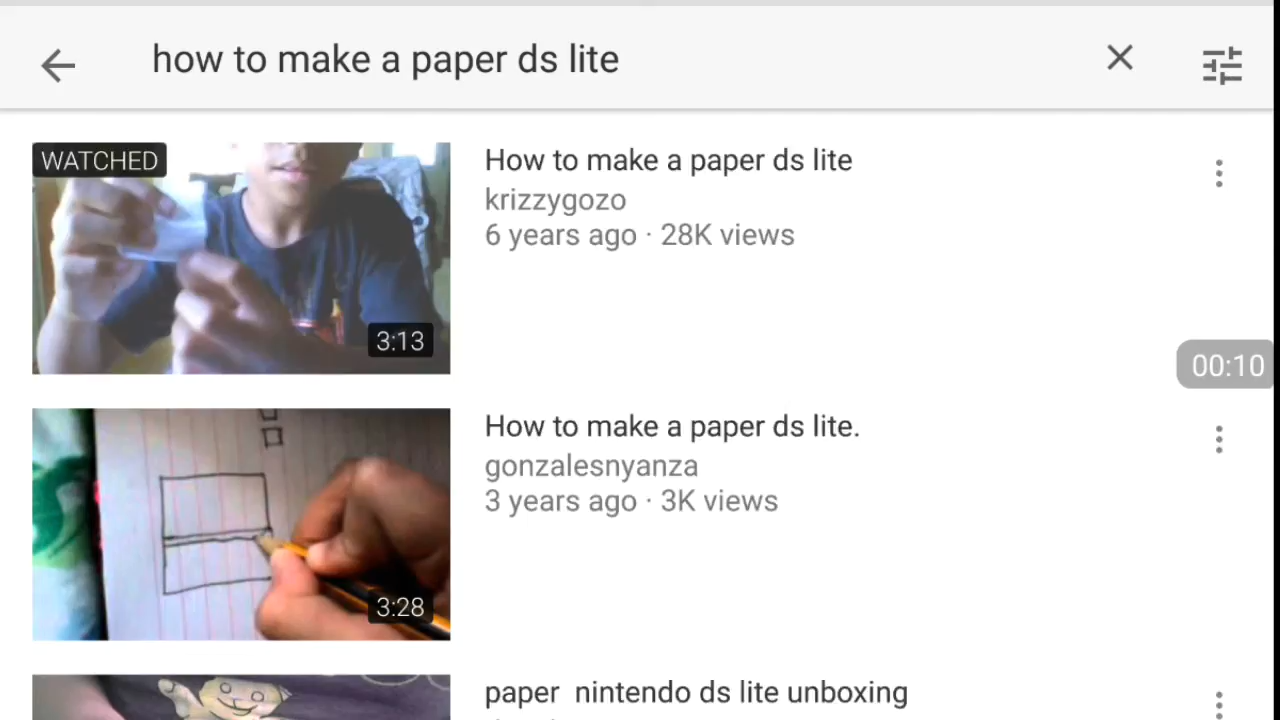 how to make a paper ds lite
WATCHED
How to make a paper ds lite
krizzygozo
6 years ago · 28K views
3:13
00:10
How to make a paper ds lite.
gonzalesnyanza
3 years ago · 3K views
3:28
paper  nintendo ds lite unboxing